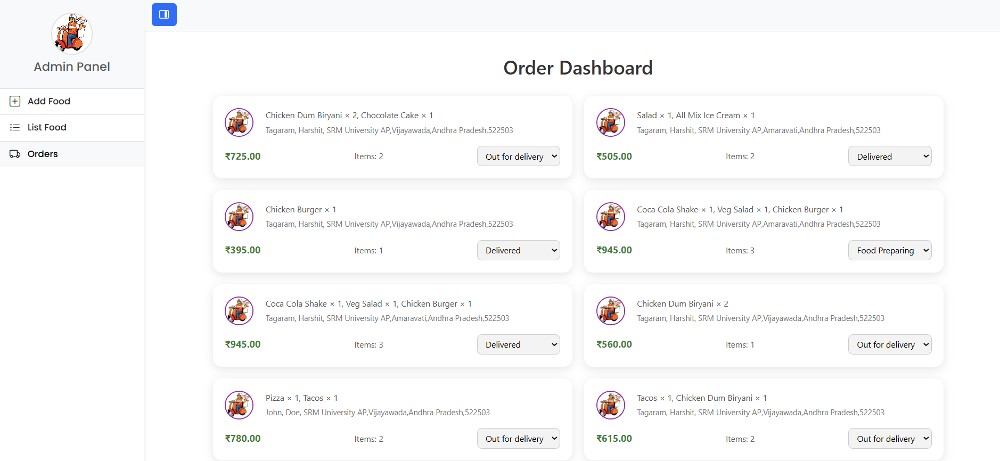 Admin Panel
Add Food
List Food
Orders
Order Dashboard
Chicken Dum Biryani × 2, Chocolate Cake × 1
Tagaram, Harshit, SRM University AP,Vijayawada,Andhra Pradesh,522503
₹725.00
Items: 2
Out for delivery
Salad × 1, All Mix Ice Cream × 1
Tagaram, Harshit, SRM University AP,Amaravati,Andhra Pradesh,522503
₹505.00
Items: 2
Delivered
Chicken Burger × 1
Tagaram, Harshit, SRM University AP,Vijayawada,Andhra Pradesh,522503
₹395.00
Items: 1
Delivered
Coca Cola Shake × 1, Veg Salad × 1, Chicken Burger × 1
Tagaram, Harshit, SRM University AP,Amaravati,Andhra Pradesh,522503
₹945.00
Items: 3
Food Preparing
Coca Cola Shake × 1, Veg Salad × 1, Chicken Burger × 1
Tagaram, Harshit, SRM University AP,Amaravati,Andhra Pradesh,522503
₹945.00
Items: 3
Delivered
Chicken Dum Biryani × 2
Tagaram, Harshit, SRM University AP,Vijayawada,Andhra Pradesh,522503
₹560.00
Items: 1
Out for delivery
Pizza × 1, Tacos × 1
John, Doe, SRM University AP,Vijayawada,Andhra Pradesh,522503
₹780.00
Items: 2
Out for delivery
Tacos × 1, Chicken Dum Biryani × 1
Tagaram, Harshit, SRM University AP,Vijayawada,Andhra Pradesh,522503
₹615.00
Items: 2
Out for delivery